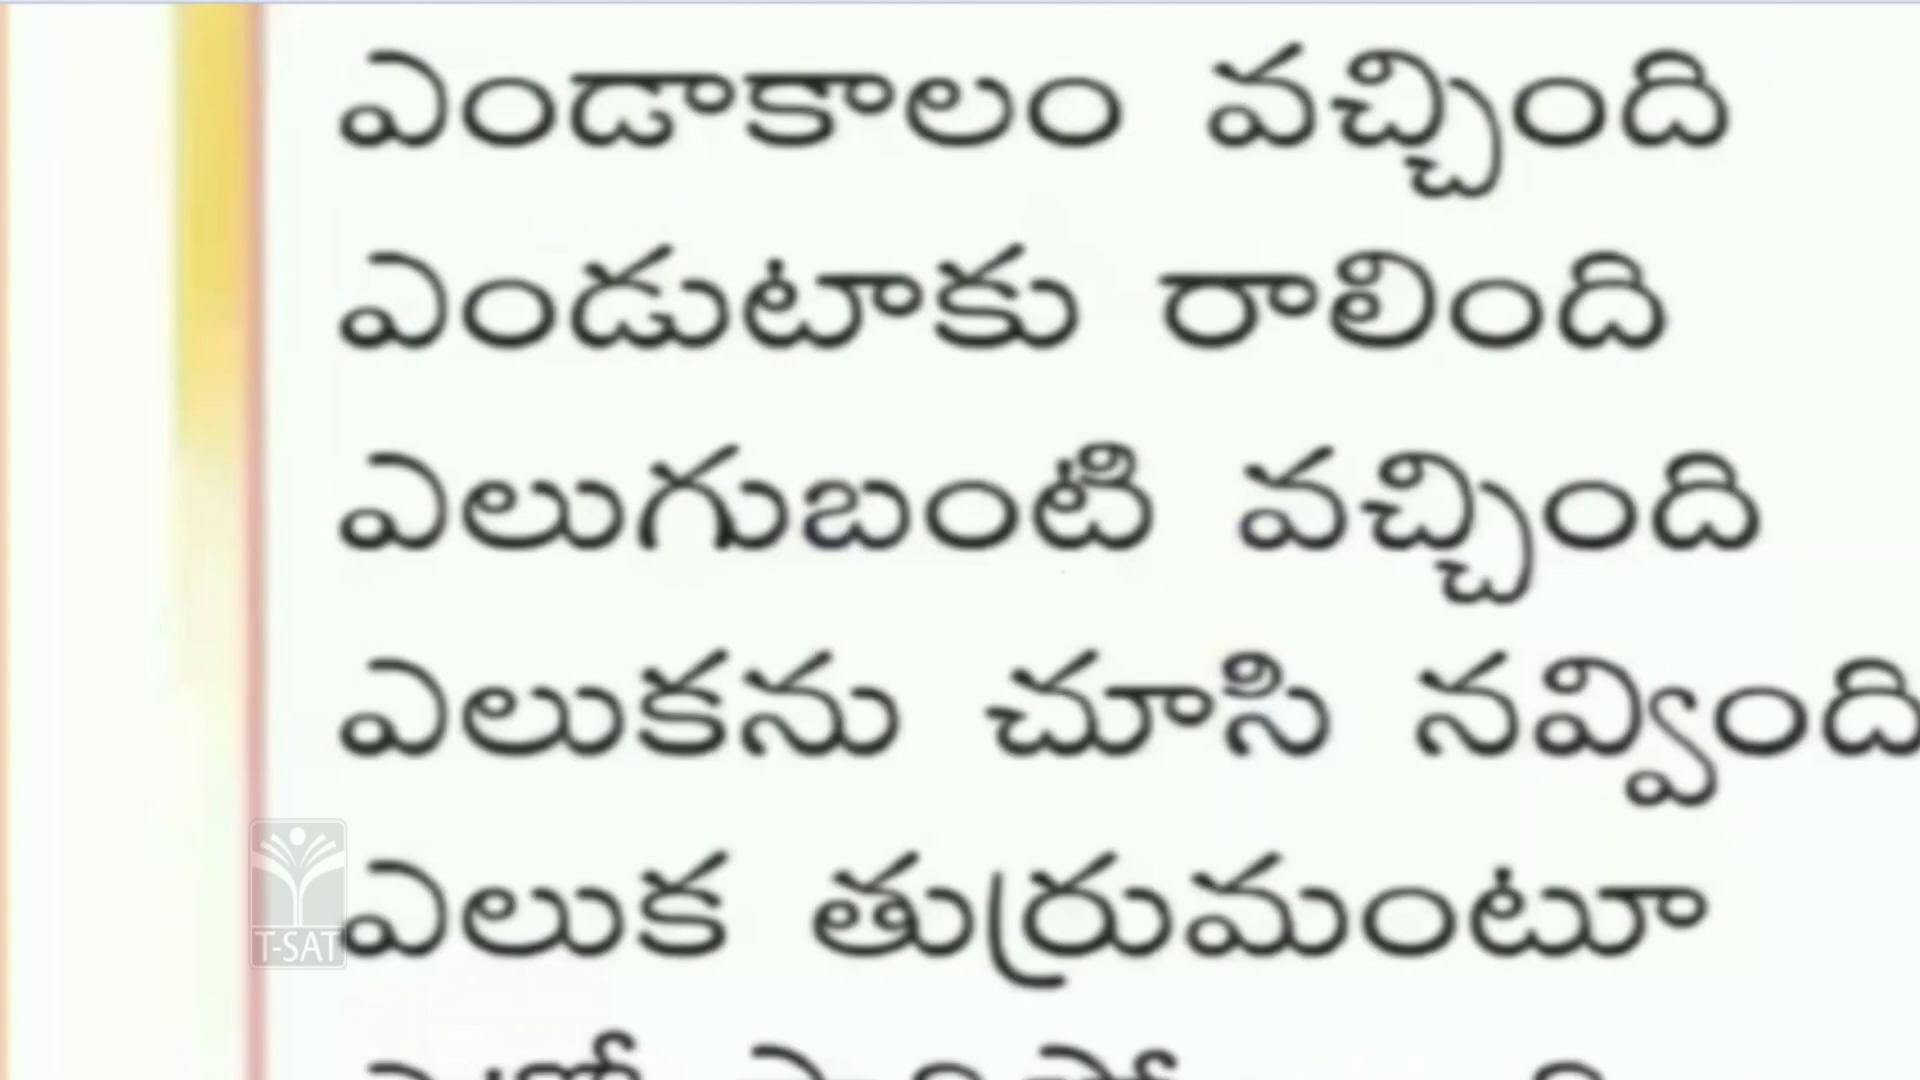 ఎండాకాలం వచ్చింది
ఎండుటాకు రాలింది
ఎలుగుబంటి వచ్చింది
ఎలుకను చూసి నవ్వింది
ఎలుక తుర్రుమంటూ
T-SAT